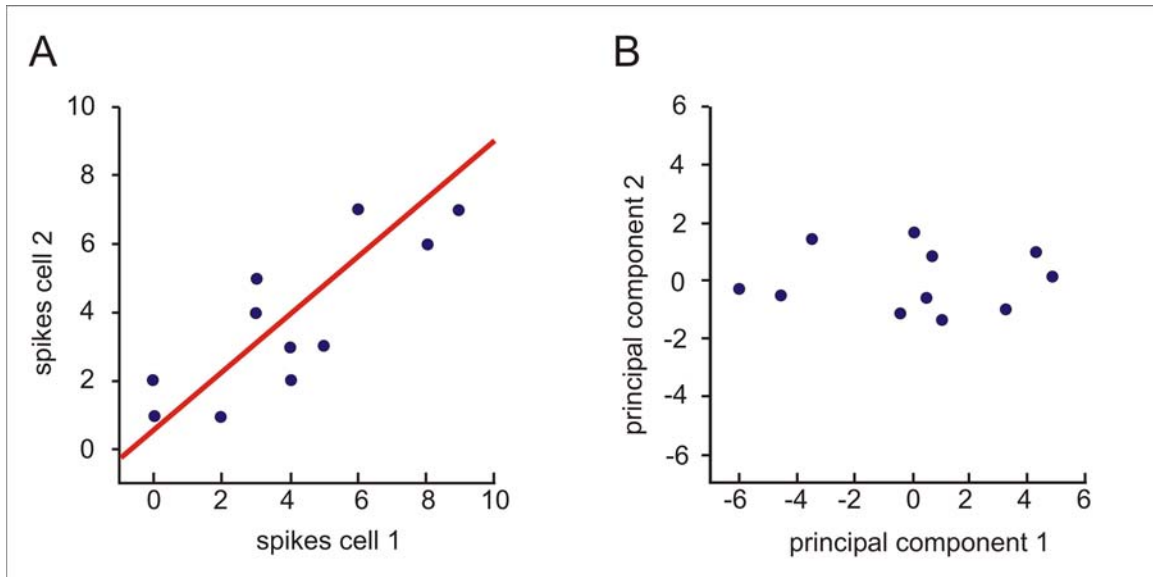 A
10
8
6
4
2
0
spikes cell 2
0 2 4 6 8 10
spikes cell 1
B
6
4
2
0
-2
-4
-6
principal component 2
-6 -4 -2 0 2 4 6
principal component 1